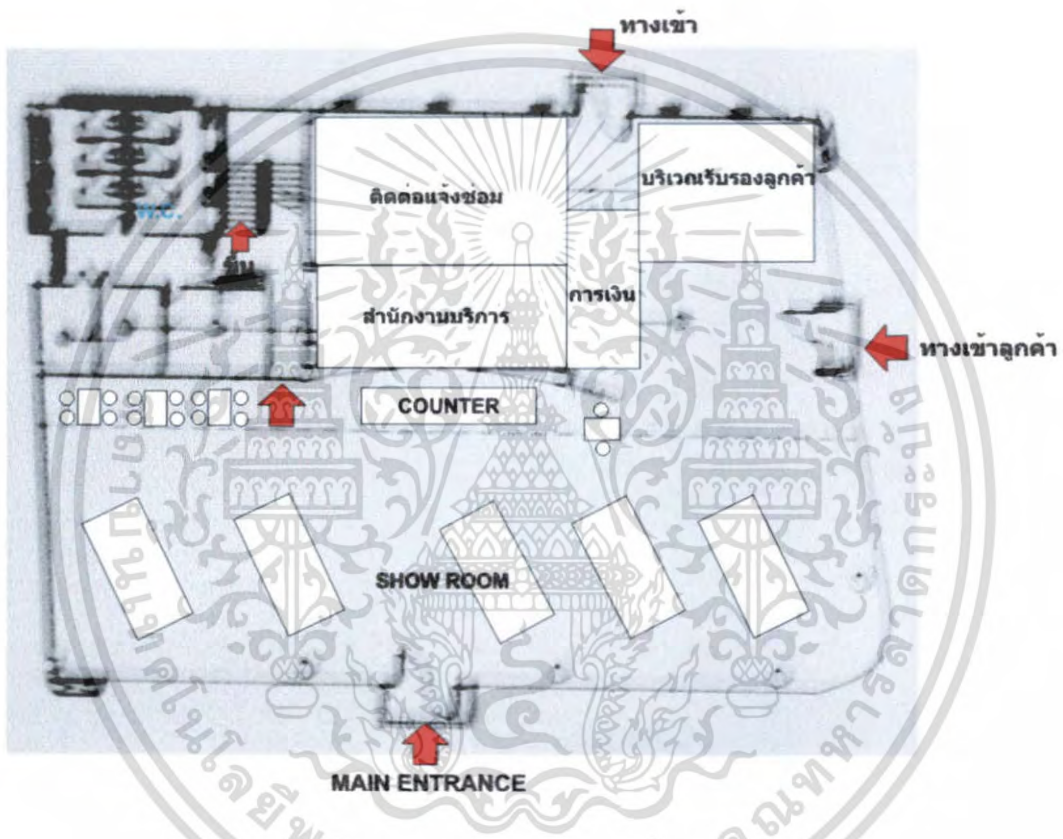 ทางเข้า
บริเวณรับรองลูกค้า
ติดต่อแจ้งซ่อม
W.C.
ขึ้น
การเงิน
สำนักงานบริการ
ทางเข้าลูกค้า
COUNTER
SHOW ROOM
MAIN ENTRANCE